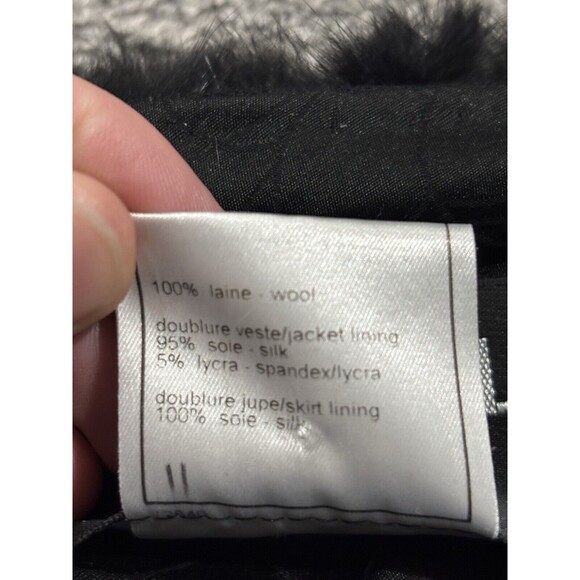 100% laine - wool
doublure veste/jacket lining
95% soie - silk
5% lycra - spandex/lycra
doublure jupe/skirt lining
100% soie - silk